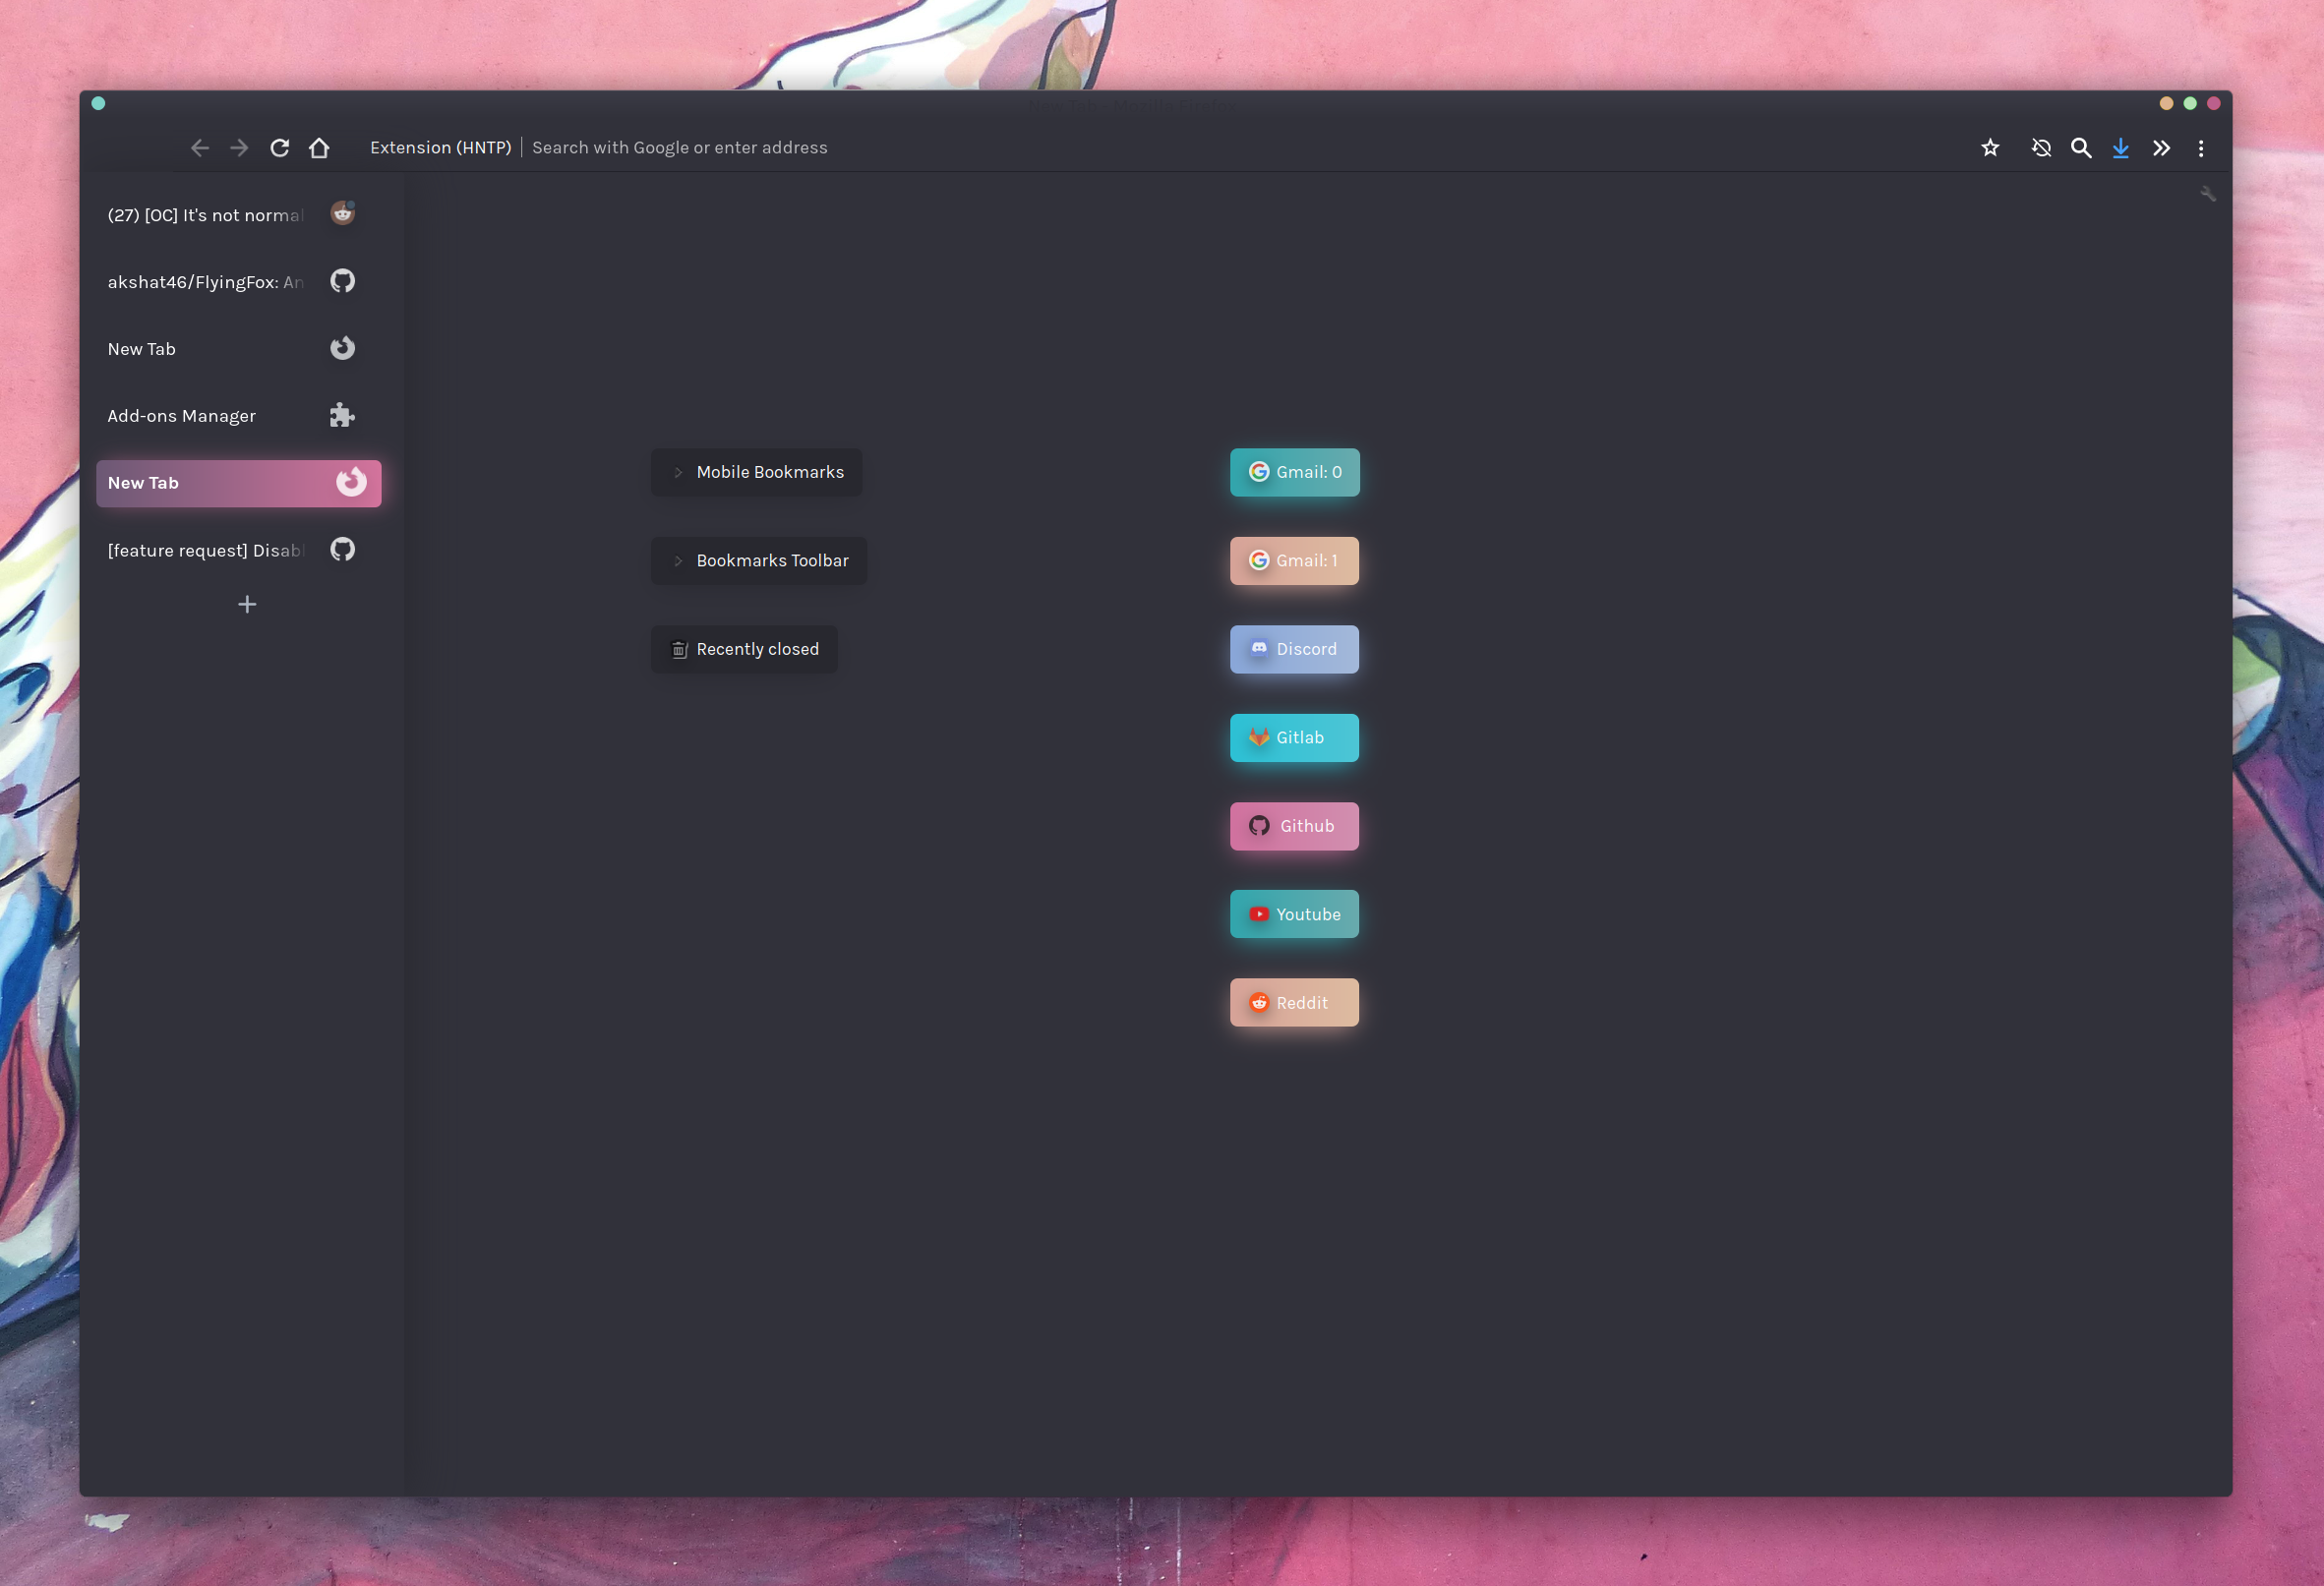 Extension (HNTP) Search with Google or enter address
(27) [OC] It's not normal
akshat46/FlyingFox: An
New Tab
Add-ons Manager
New Tab
[feature request] Disabl
Mobile Bookmarks
Bookmarks Toolbar
Recently closed
Gmail: 0
Gmail: 1
Discord
Gitlab
Github
Youtube
Reddit